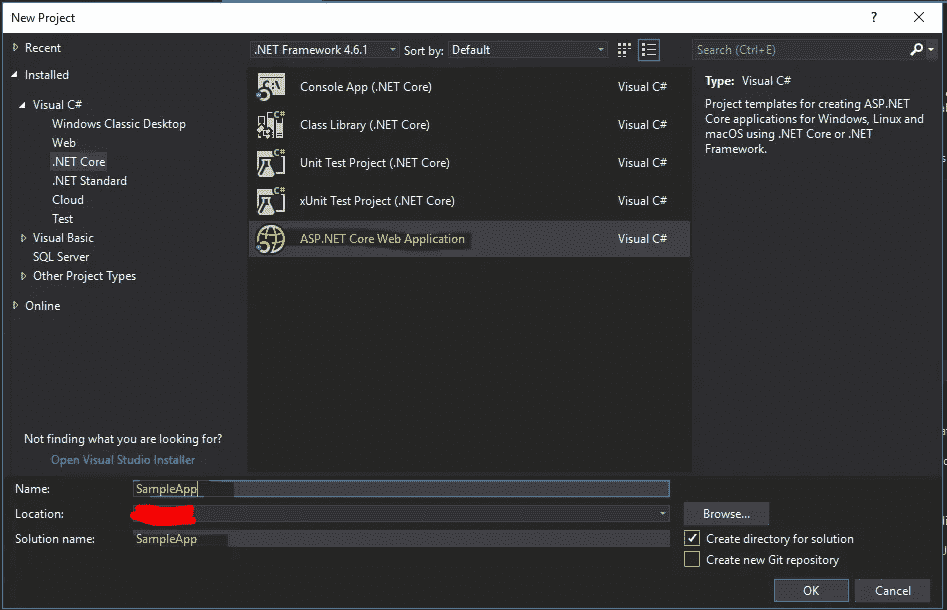 New Project
?
Recent
.NET Framework 4.6.1 Sort by: Default
Search (Ctrl+E)
Installed
Visual C#
Windows Classic Desktop
Web
.NET Core
.NET Standard
Cloud
Test
Visual Basic
SQL Server
Other Project Types
Online
Not finding what you are looking for?
Open Visual Studio Installer
Console App (.NET Core) Visual C#
Class Library (.NET Core) Visual C#
Unit Test Project (.NET Core) Visual C#
xUnit Test Project (.NET Core) Visual C#
ASP.NET Core Web Application Visual C#
Type: Visual C#
Project templates for creating ASP.NET
Core applications for Windows, Linux and
macOS using .NET Core or .NET
Framework.
Name: SampleApp
Location:
Browse...
Solution name: SampleApp
Create directory for solution
Create new Git repository
OK Cancel